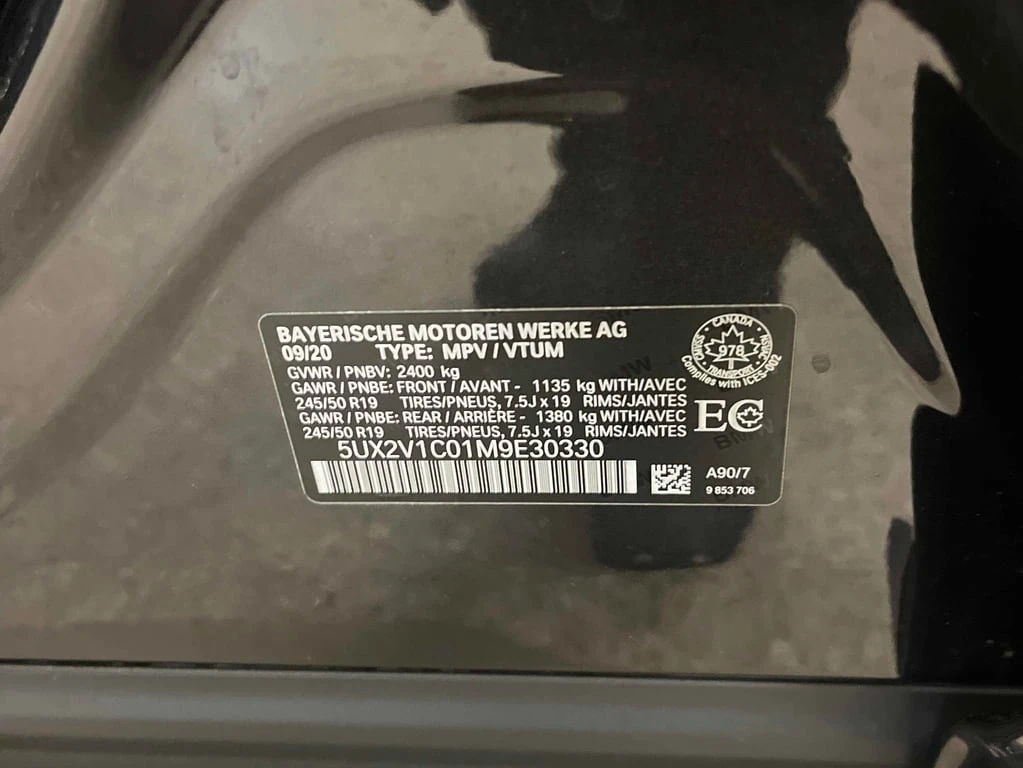 BAYERISCHE MOTOREN WERKE AG
09/20 TYPE: MPV / VTUM
GVWR / PNBV: 2400 kg
GAWR / PNBE: FRONT / AVANT - 1135 kg WITH/AVEC
245/50 R19 TIRES/PNEUS, 7.5J x 19 RIMS/JANTES
GAWR / PNBE: REAR / ARRIÈRE - 1380 kg WITH/AVEC
245/50 R19 TIRES/PNEUS, 7.5J x 19 RIMS/JANTES
5UX2V1C01M9E30330
CANADA
978
TRANSPORT
Complies with ICES-002
EC
A90/7
9 853 706
BMW
BMW